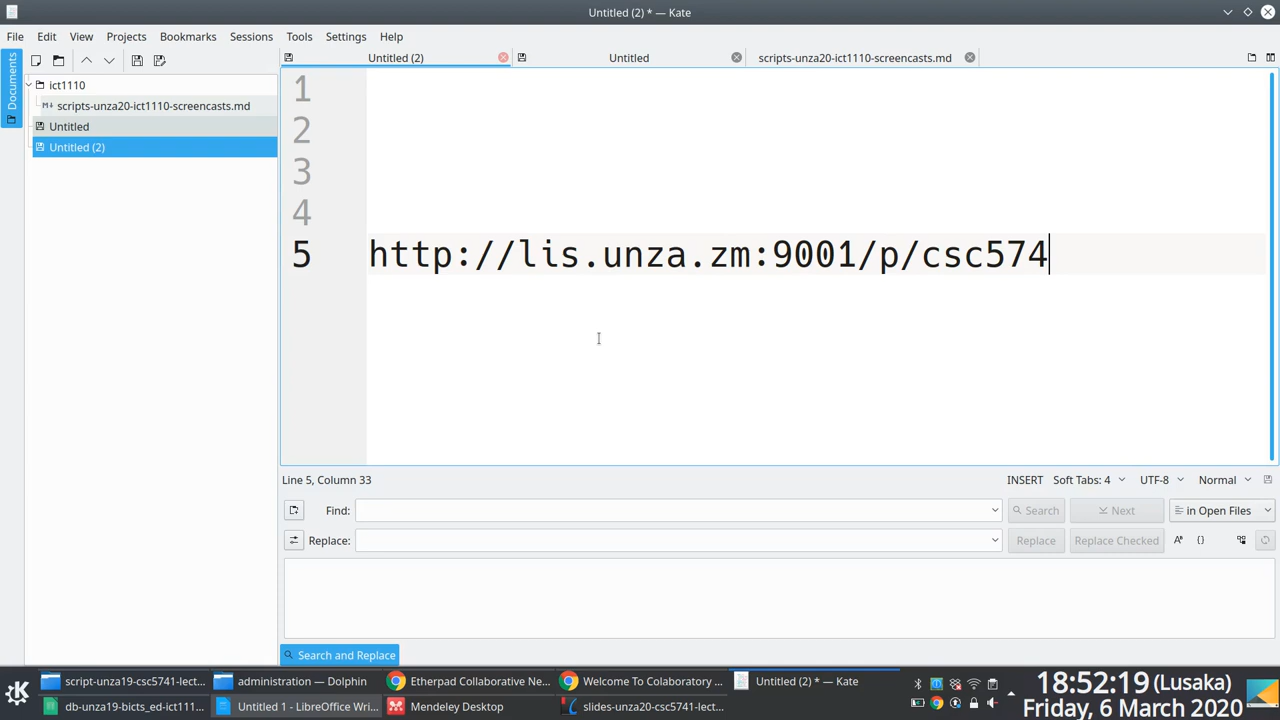 Untitled (2) * — Kate
File Edit View Projects Bookmarks Sessions Tools Settings Help
Documents
Untitled (2) Untitled scripts-unza20-ict1110-screencasts.md
ict1110
scripts-unza20-ict1110-screencasts.md
Untitled
Untitled (2)
1
2
3
4
5 http://lis.unza.zm:9001/p/csc574
Line 5, Column 33 INSERT Soft Tabs: 4 UTF-8 Normal
Find: Search Next in Open Files
Replace: Replace Replace Checked
Search and Replace
script-unza19-csc5741-lect... administration — Dolphin Etherpad Collaborative Ne... Welcome To Colaboratory ... Untitled (2) * — Kate
db-unza19-bicts_ed-ict111... Untitled 1 - LibreOffice Wri... Mendeley Desktop slides-unza20-csc5741-lect...
18:52:19 (Lusaka)
Friday, 6 March 2020